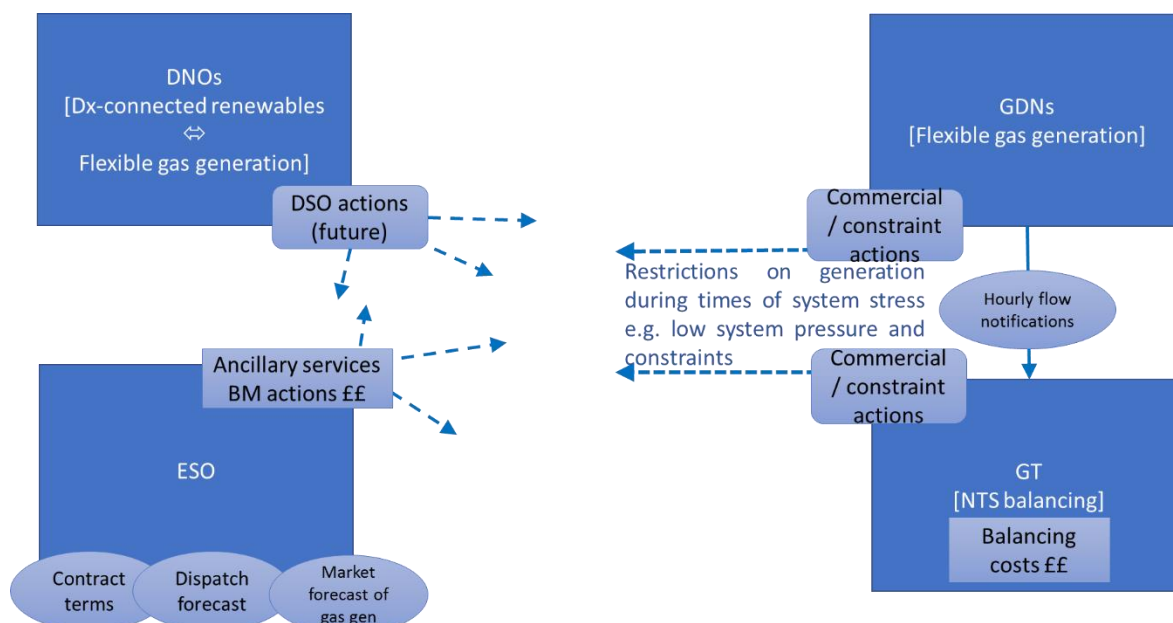 DNOs
[Dx-connected renewables
⇔
Flexible gas generation]
DSO actions
(future)
GDNs
[Flexible gas generation]
Commercial
/ constraint
actions
Restrictions on generation
during times of system stress
e.g. low system pressure and
constraints
Hourly flow
notifications
Ancillary services
BM actions ££
Commercial
/ constraint
actions
ESO
Contract
terms
Dispatch
forecast
Market
forecast of
gas gen
GT
[NTS balancing]
Balancing
costs ££